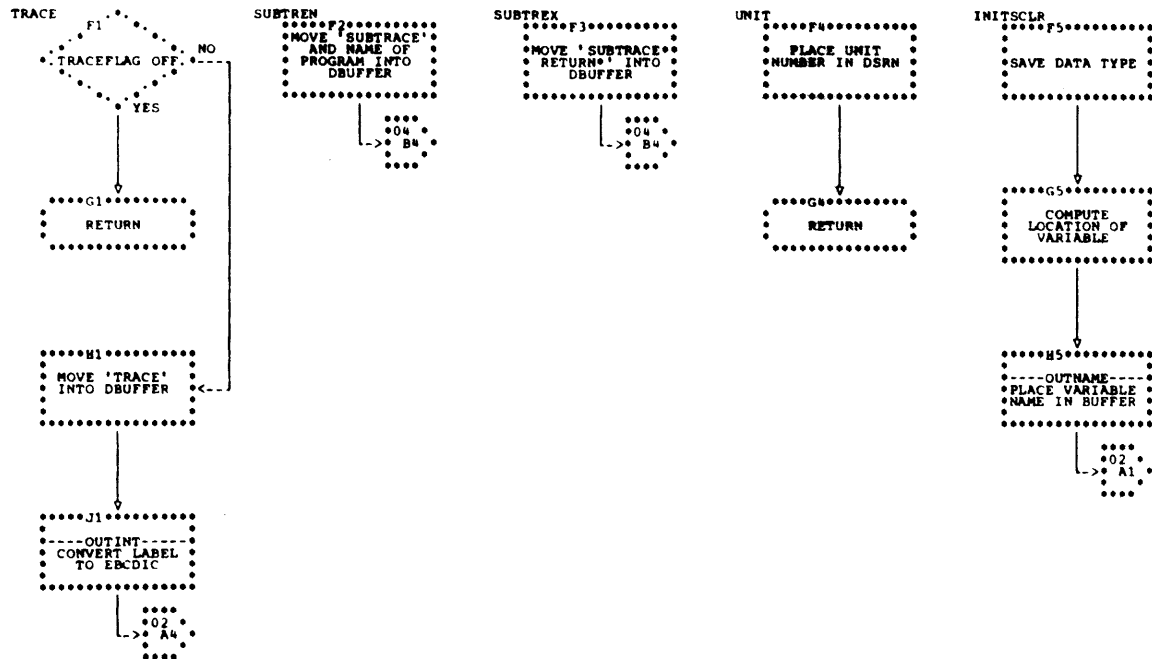 TRACE
F1
TRACEFLAG OFF
NO
YES
G1
RETURN
H1
MOVE 'TRACE'
INTO DBUFFER
J1
----OUTINT-----
CONVERT LABEL
TO EBCDIC
02
A4
SUBTREN
F2
MOVE 'SUBTRACE'
AND NAME OF
PROGRAM INTO
DBUFFER
04
B4
SUBTREX
F3
MOVE 'SUBTRACE
RETURN*' INTO
DBUFFER
04
B4
UNIT
F4
PLACE UNIT
NUMBER IN DSRN
G4
RETURN
INITSCLR
F5
SAVE DATA TYPE
G5
COMPUTE
LOCATION OF
VARIABLE
H5
----OUTNAME----
PLACE VARIABLE
NAME IN BUFFER
02
A1